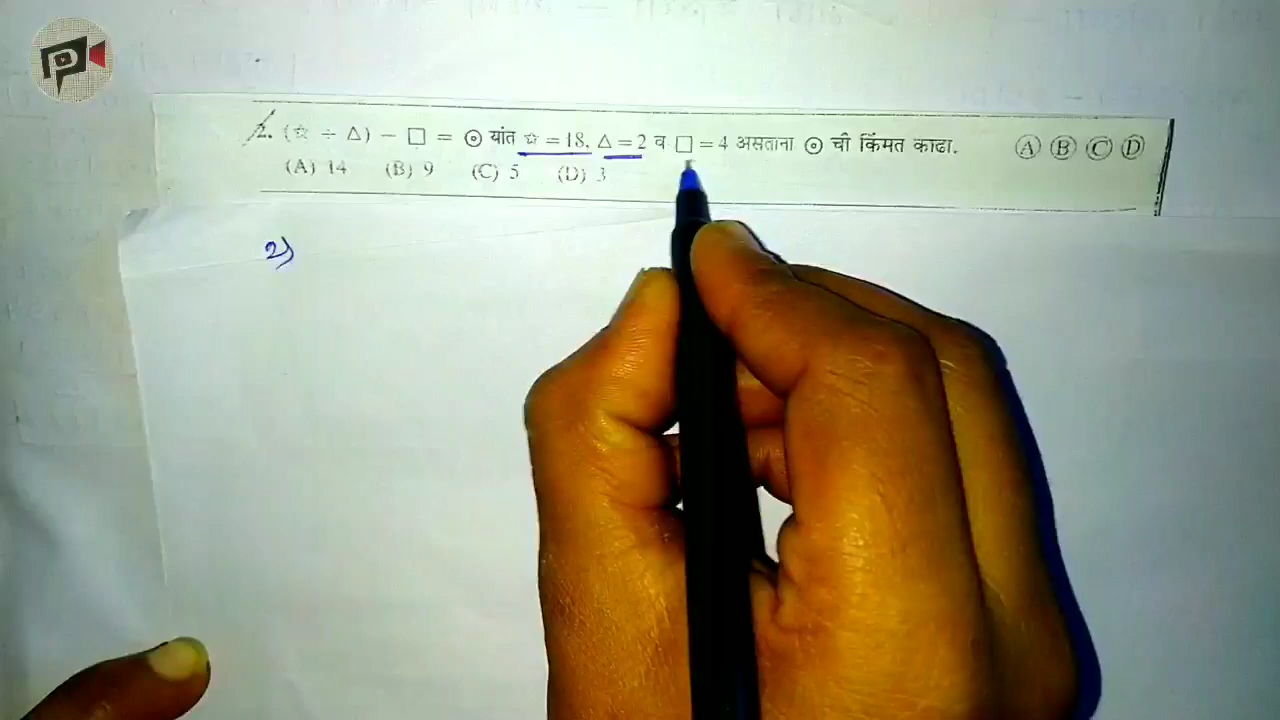 2. (☆ ÷ △) − □ = ⊙ यांत ☆ = 18, △ = 2 व □ = 4 असताना ⊙ ची किंमत काढा. Ⓐ Ⓑ Ⓒ Ⓓ
(A) 14 (B) 9 (C) 5 (D) 3
2)